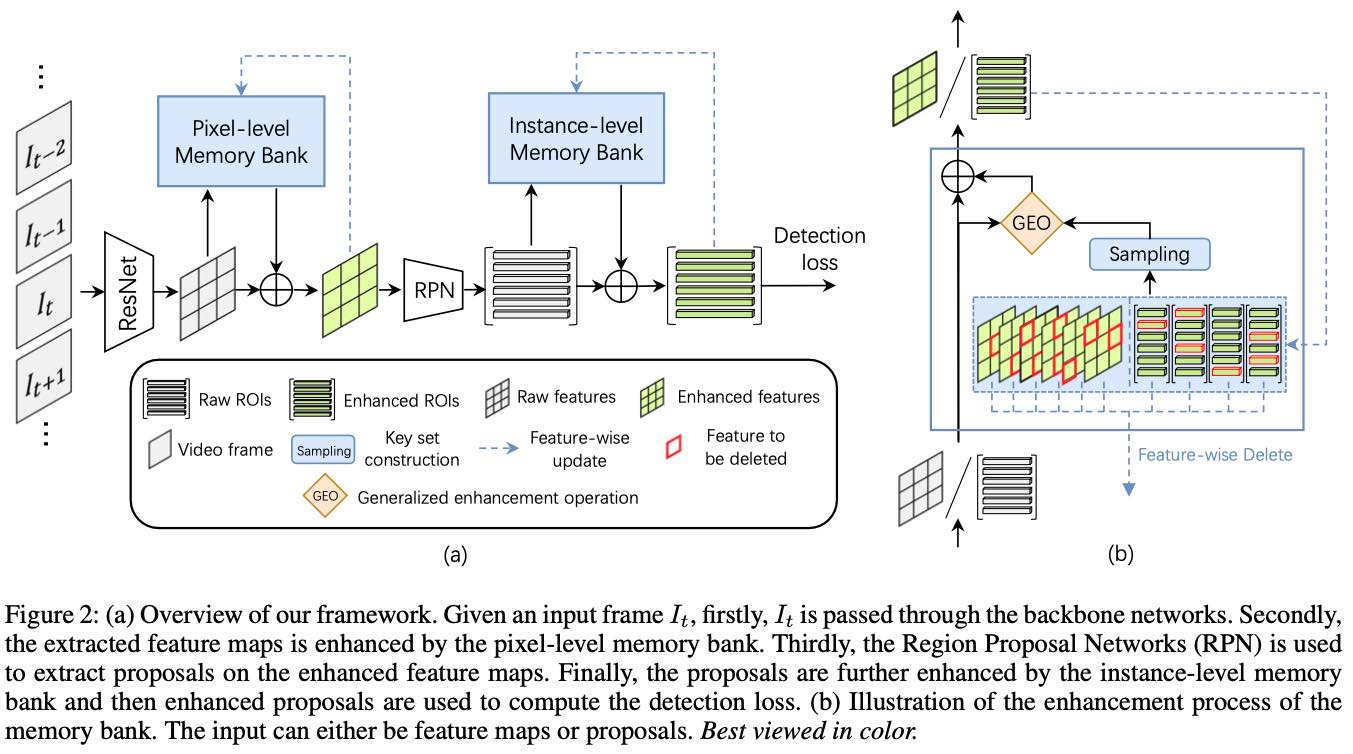 I_{t-2}
I_{t-1}
I_t
I_{t+1}
ResNet
Pixel-level
Memory Bank
RPN
Instance-level
Memory Bank
Detection
loss
Raw ROIs
Enhanced ROIs
Raw features
Enhanced features
Video frame
Sampling
Key set
construction
Feature-wise
update
Feature to
be deleted
GEO
Generalized enhancement operation
(a)
GEO
Sampling
Feature-wise Delete
(b)
Figure 2: (a) Overview of our framework. Given an input frame I_t, firstly, I_t is passed through the backbone networks. Secondly,
the extracted feature maps is enhanced by the pixel-level memory bank. Thirdly, the Region Proposal Networks (RPN) is used
to extract proposals on the enhanced feature maps. Finally, the proposals are further enhanced by the instance-level memory
bank and then enhanced proposals are used to compute the detection loss. (b) Illustration of the enhancement process of the
memory bank. The input can either be feature maps or proposals. Best viewed in color.